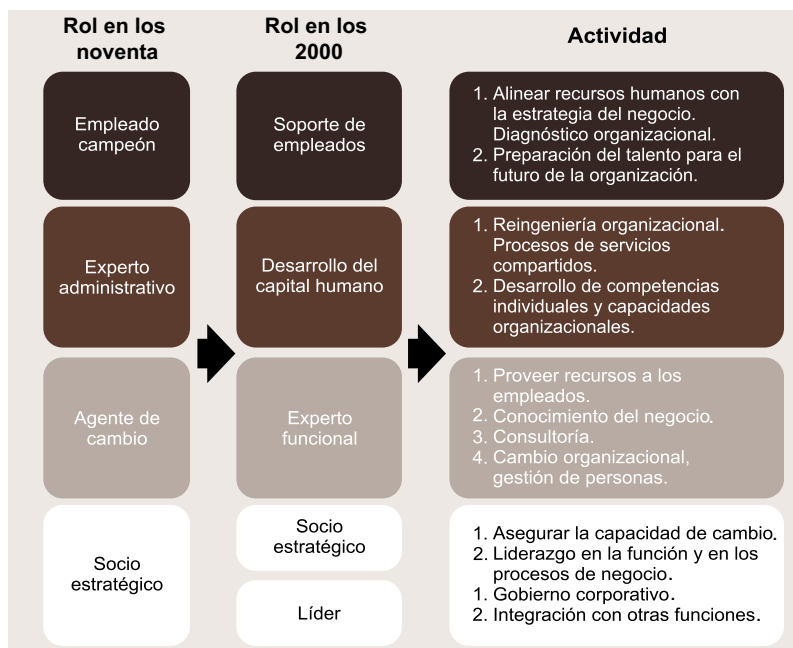 Rol en los
noventa
Rol en los
2000
Actividad
Empleado
campeón
Soporte de
empleados
1. Alinear recursos humanos con
la estrategia del negocio.
Diagnóstico organizacional.
2. Preparación del talento para el
futuro de la organización.
Experto
administrativo
Desarrollo del
capital humano
1. Reingeniería organizacional.
Procesos de servicios
compartidos.
2. Desarrollo de competencias
individuales y capacidades
organizacionales.
Agente de
cambio
Experto
funcional
1. Proveer recursos a los
empleados.
2. Conocimiento del negocio.
3. Consultoría.
4. Cambio organizacional,
gestión de personas.
Socio
estratégico
Socio
estratégico
Líder
1. Asegurar la capacidad de cambio.
2. Liderazgo en la función y en los
procesos de negocio.
1. Gobierno corporativo.
2. Integración con otras funciones.